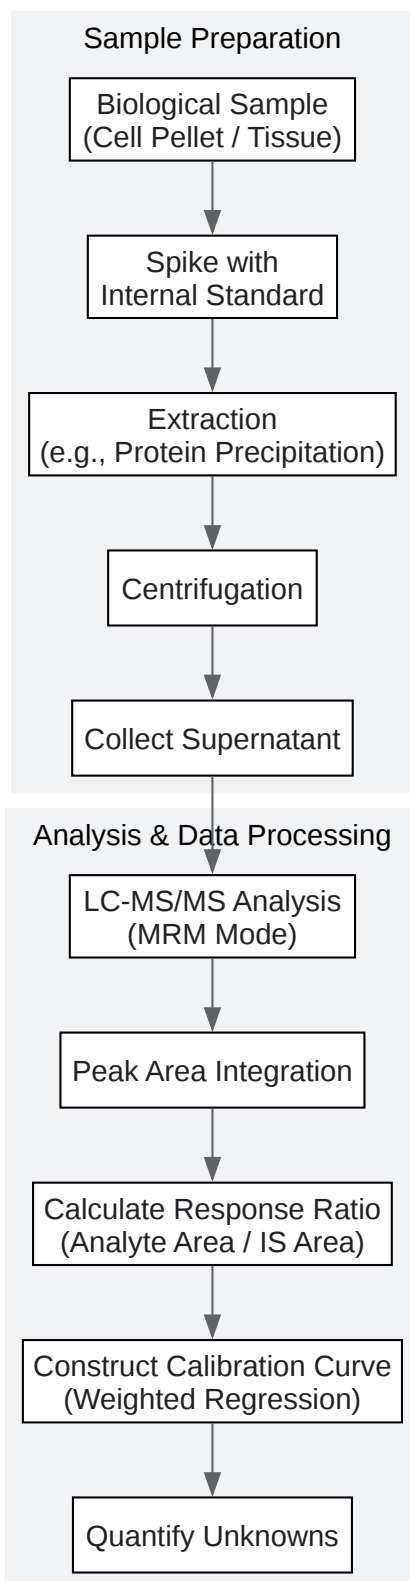 Sample Preparation
Biological Sample
(Cell Pellet / Tissue)
Spike with
Internal Standard
Extraction
(e.g., Protein Precipitation)
Centrifugation
Collect Supernatant
Analysis & Data Processing
LC-MS/MS Analysis
(MRM Mode)
Peak Area Integration
Calculate Response Ratio
(Analyte Area / IS Area)
Construct Calibration Curve
(Weighted Regression)
Quantify Unknowns